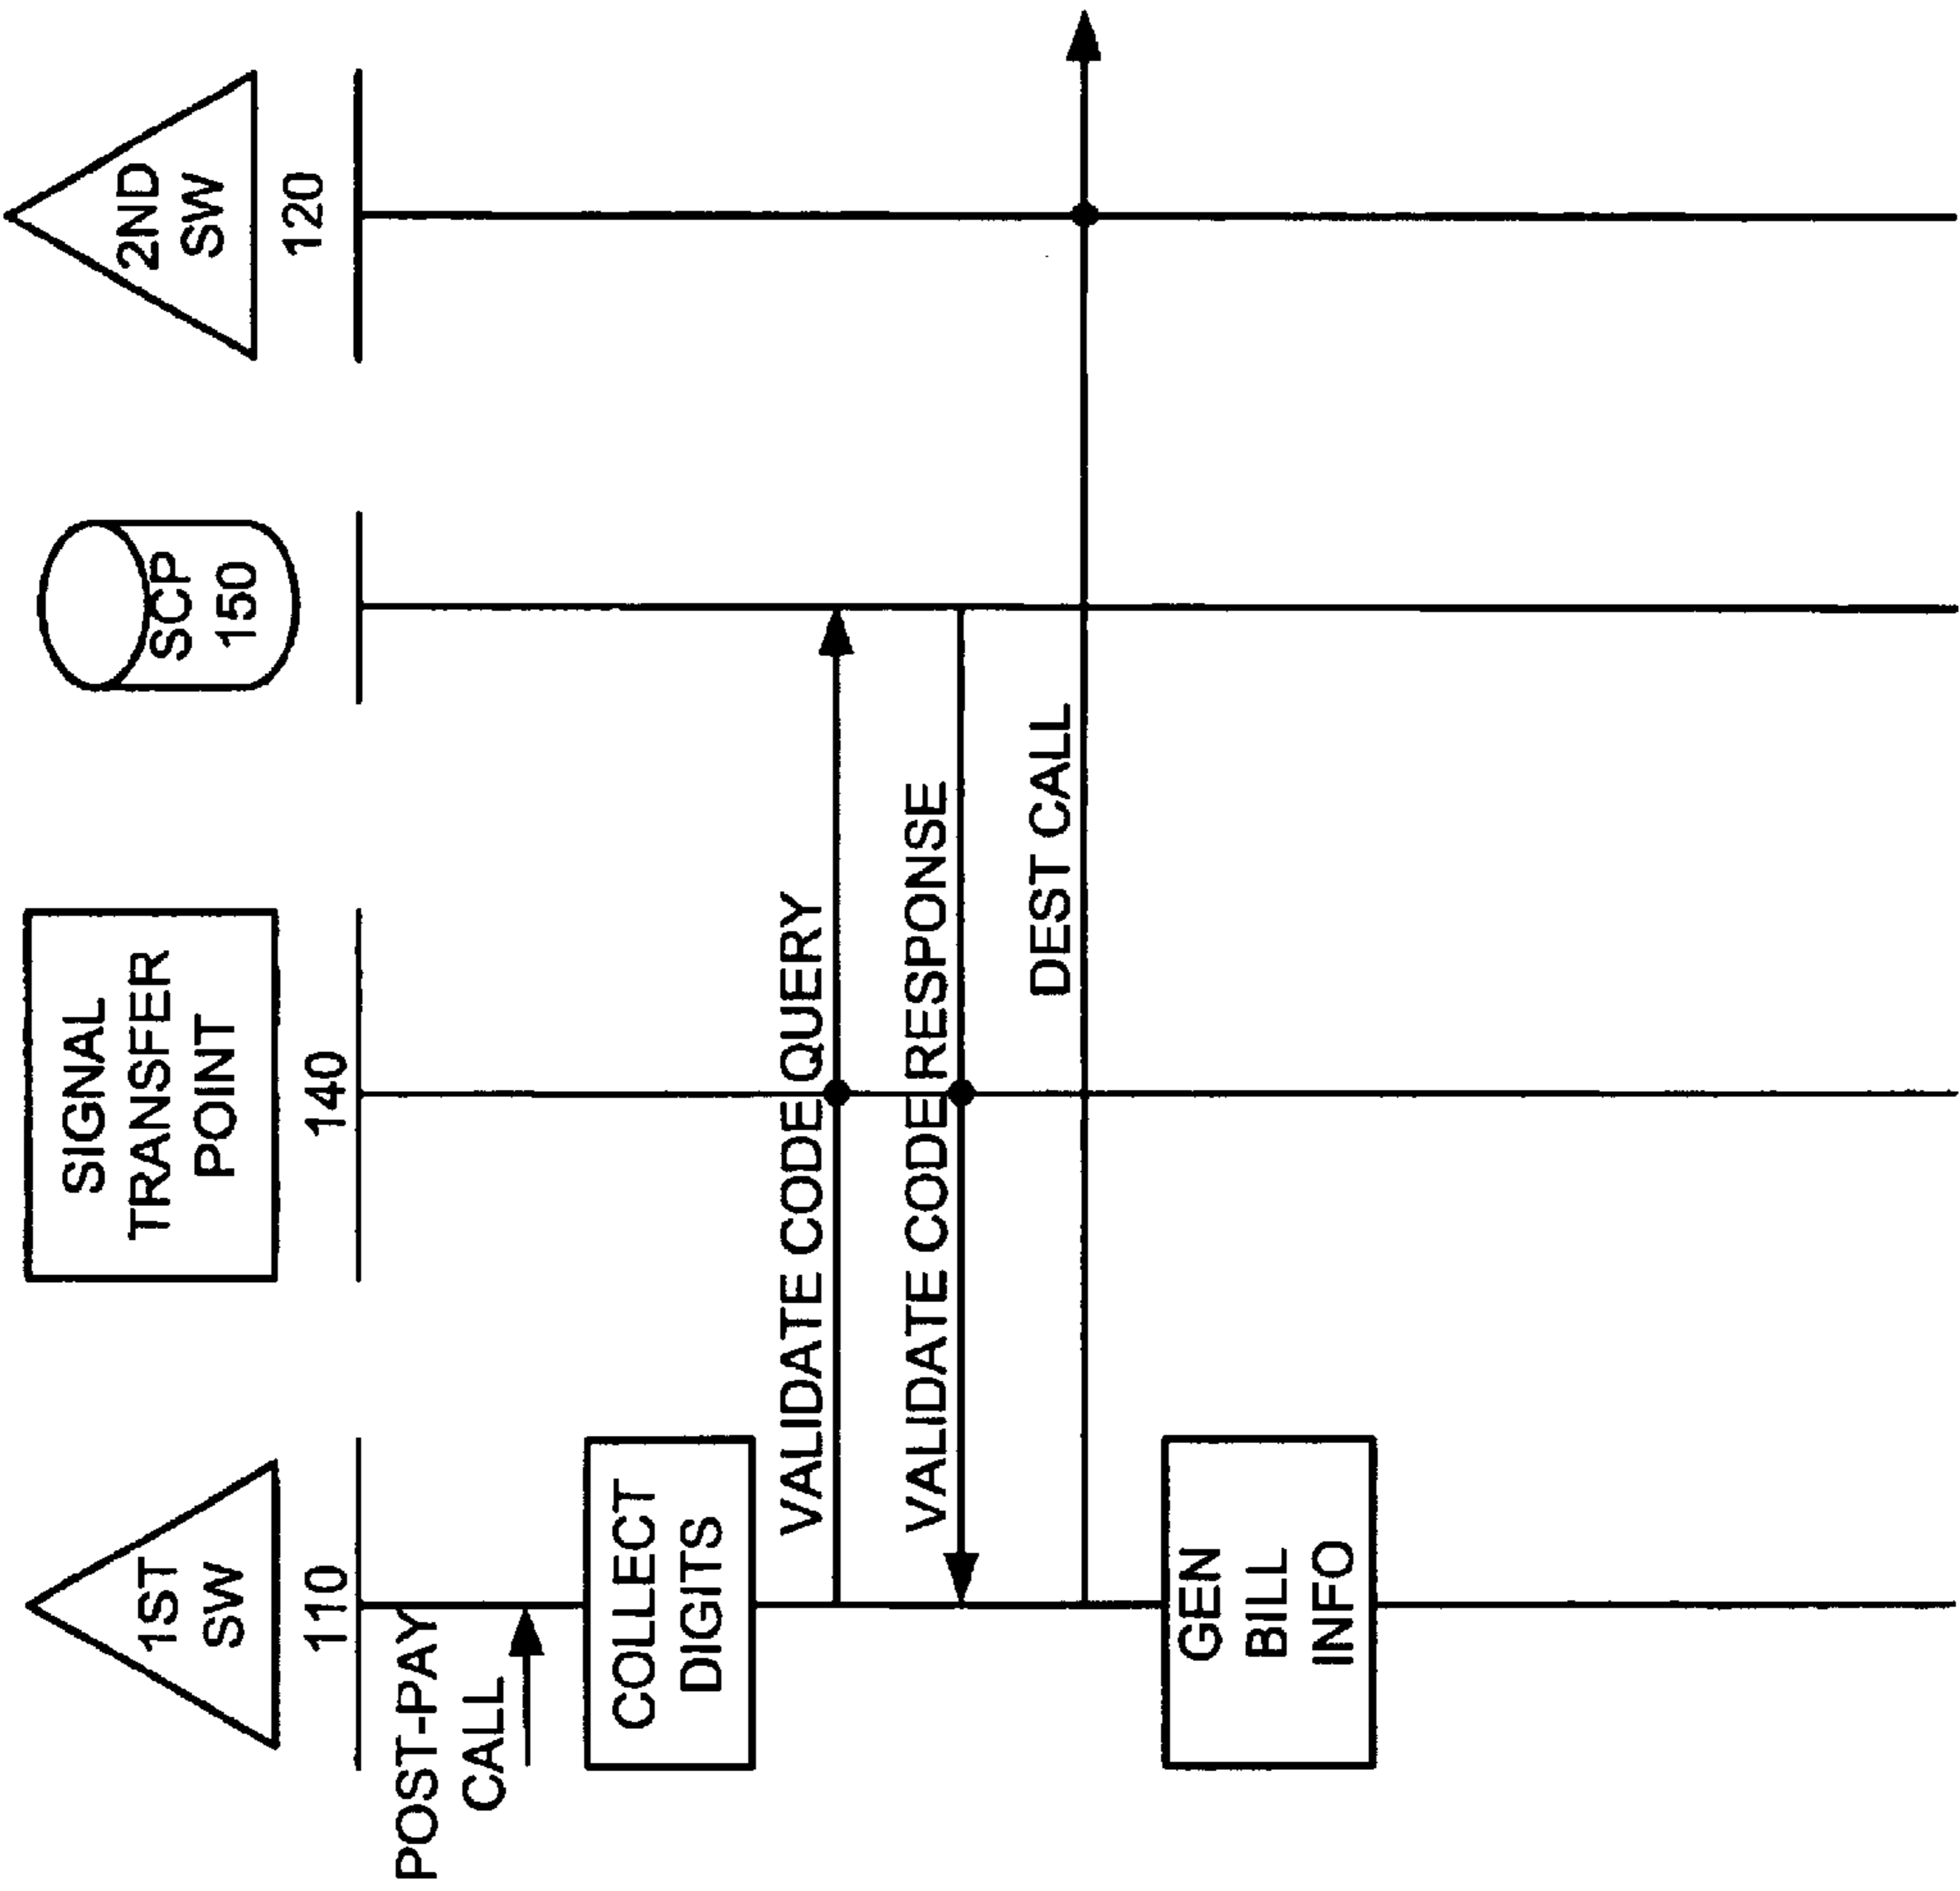 1ST
SW
110
SIGNAL
TRANSFER
POINT
140
SCP
150
2ND
SW
120
POST-PAY
CALL
COLLECT
DIGITS
VALIDATE CODE QUERY
VALIDATE CODE RESPONSE
DEST CALL
GEN
BILL
INFO